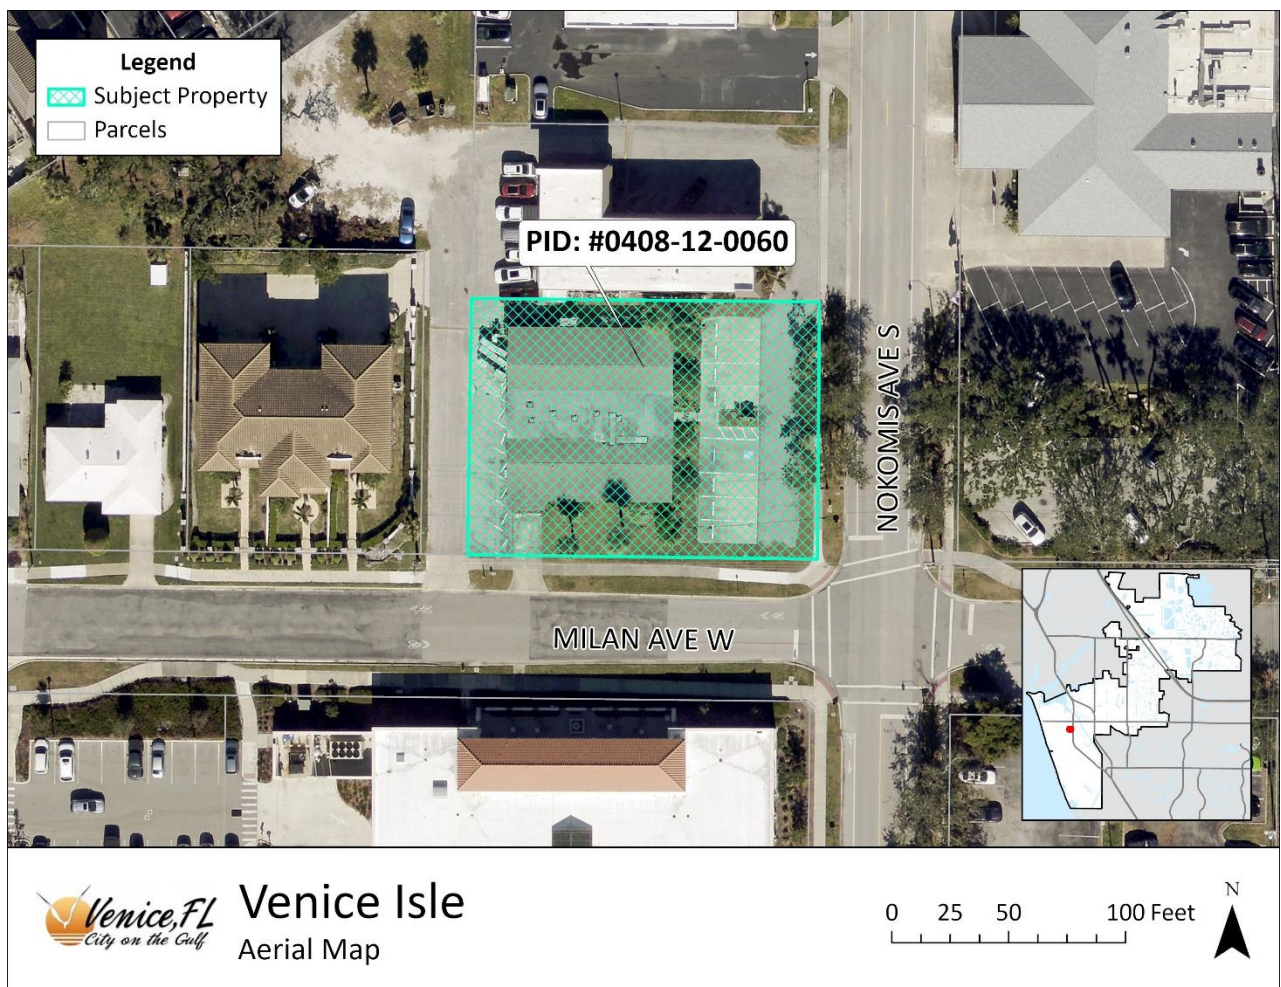 Legend
Subject Property
Parcels
PID: #0408-12-0060
NOKOMIS AVE S
MILAN AVE W
Venice, FL
City on the Gulf
Venice Isle
Aerial Map
0 25 50 100 Feet
N